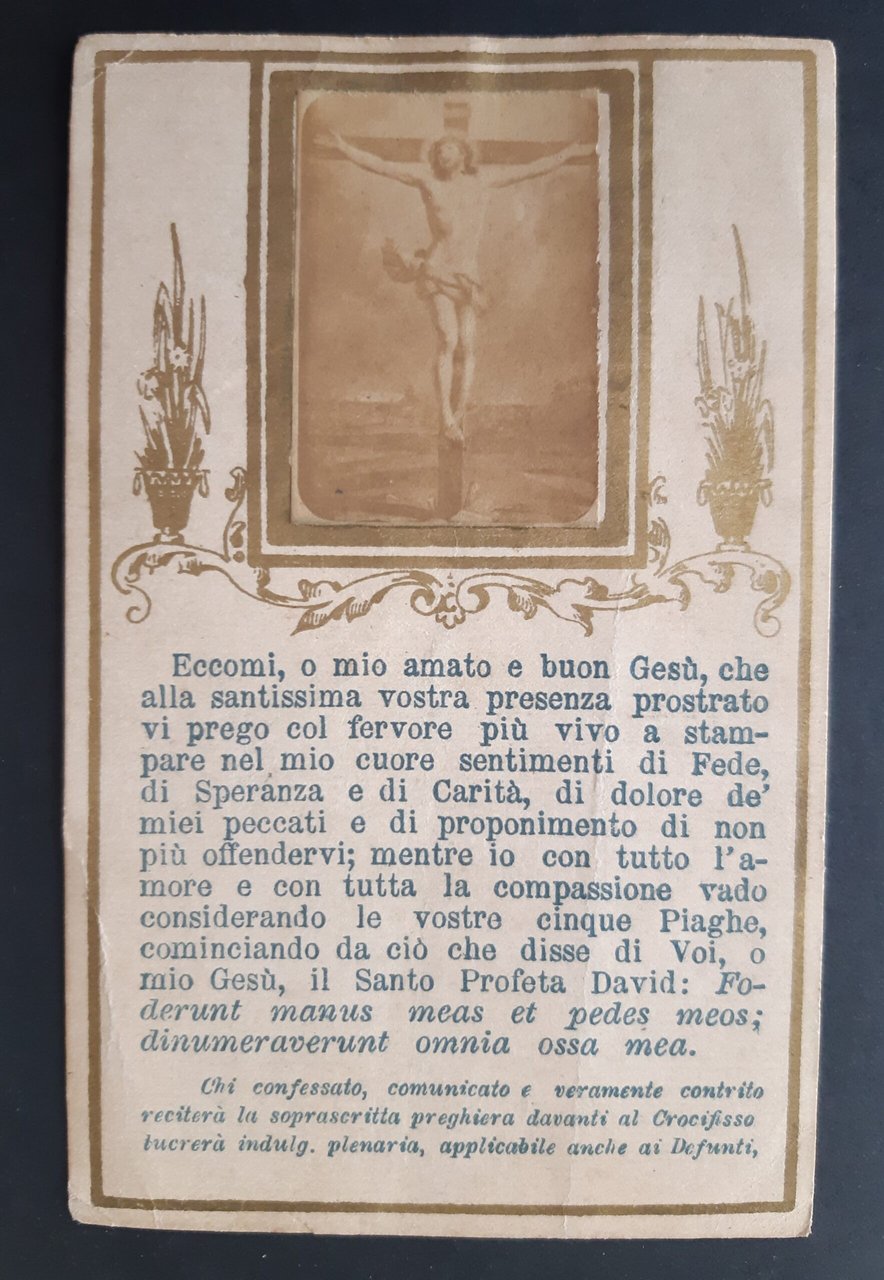 Eccomi, o mio amato e buon Gesù, che
alla santissima vostra presenza prostrato
vi prego col fervore più vivo a stam-
pare nel mio cuore sentimenti di Fede,
di Speranza e di Carità, di dolore de'
miei peccati e di proponimento di non
più offendervi; mentre io con tutto l'a-
more e con tutta la compassione vado
considerando le vostre cinque Piaghe,
cominciando da ciò che disse di Voi, o
mio Gesù, il Santo Profeta David: Fo-
derunt manus meas et pedes meos;
dinumeraverunt omnia ossa mea.
Chi confessato, comunicato e veramente contrito
reciterà la soprascritta preghiera davanti al Crocifisso
lucrerà indulg. plenaria, applicabile anche ai Defunti,